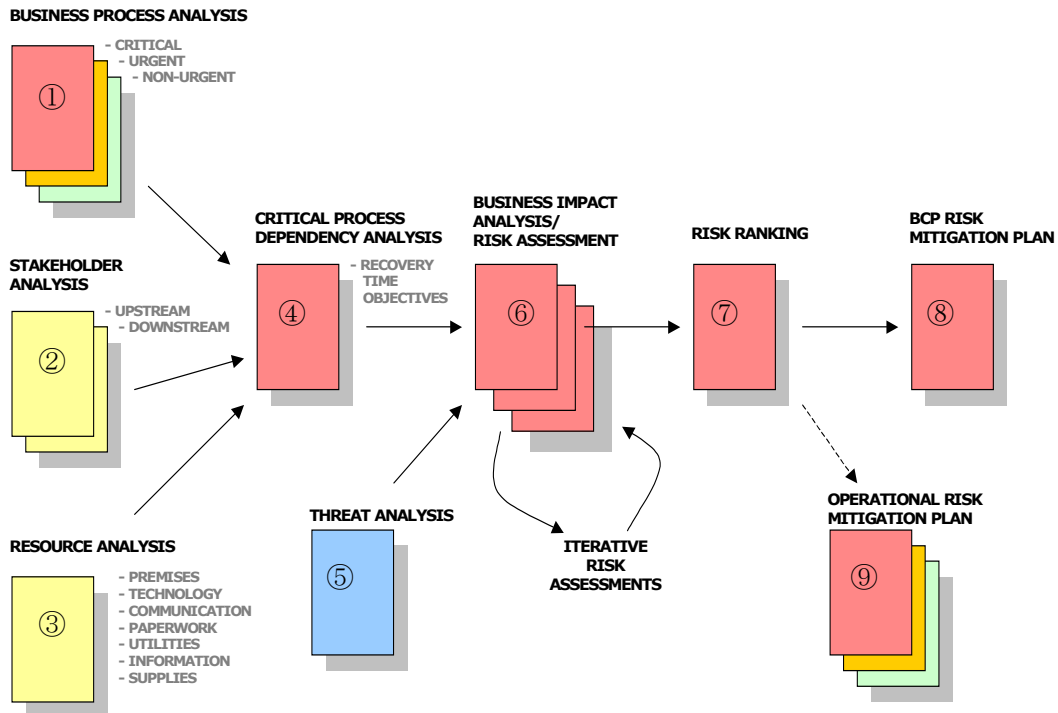 BUSINESS PROCESS ANALYSIS
①
- CRITICAL
- URGENT
- NON-URGENT
STAKEHOLDER
ANALYSIS
②
- UPSTREAM
- DOWNSTREAM
RESOURCE ANALYSIS
③
- PREMISES
- TECHNOLOGY
- COMMUNICATION
- PAPERWORK
- UTILITIES
- INFORMATION
- SUPPLIES
CRITICAL PROCESS
DEPENDENCY ANALYSIS
④
- RECOVERY
TIME
OBJECTIVES
THREAT ANALYSIS
⑤
BUSINESS IMPACT
ANALYSIS/
RISK ASSESSMENT
⑥
ITERATIVE
RISK
ASSESSMENTS
RISK RANKING
⑦
BCP RISK
MITIGATION PLAN
⑧
OPERATIONAL RISK
MITIGATION PLAN
⑨